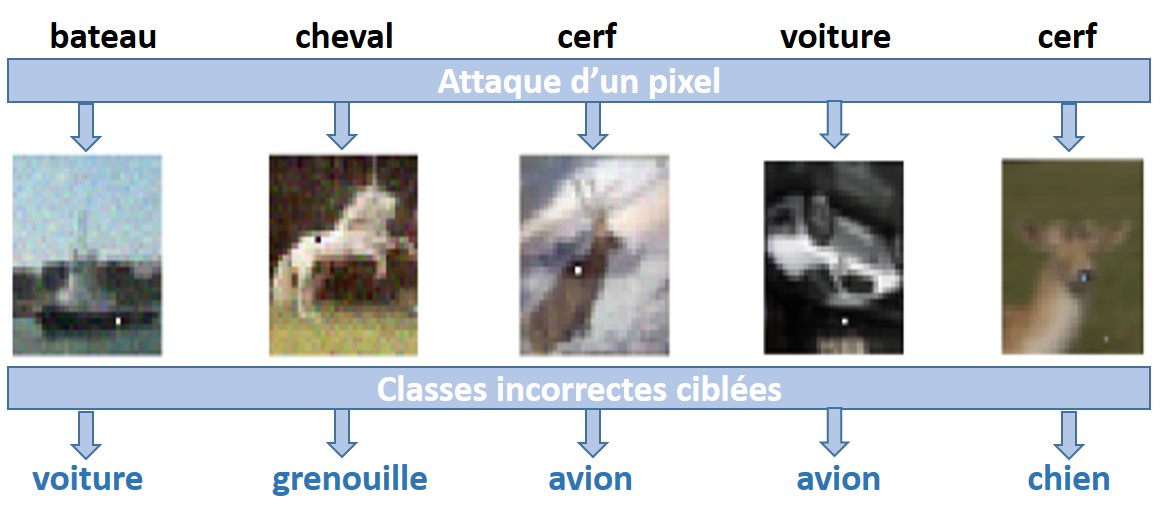 bateau cheval cerf voiture cerf
Attaque d’un pixel
Classes incorrectes ciblées
voiture grenouille avion avion chien